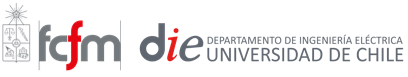 fcfm
die
DEPARTAMENTO DE INGENIERÍA ELÉCTRICA
UNIVERSIDAD DE CHILE